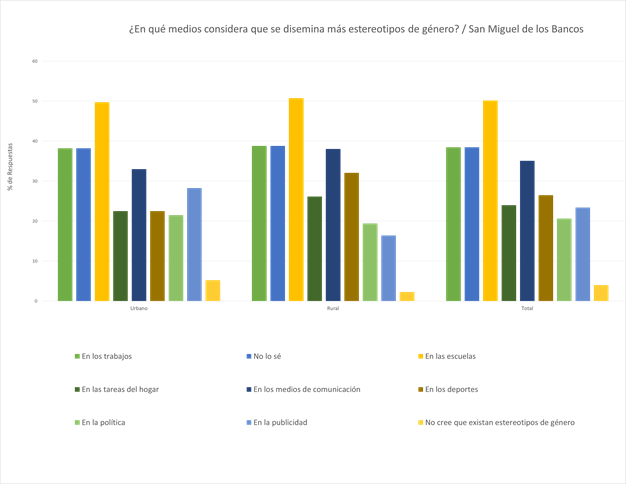 ¿En qué medios considera que se disemina más estereotipos de género? / San Miguel de los Bancos
60
50
40
30
20
10
0
% de Respuestas
Urbano Rural Total
En los trabajos No lo sé En las escuelas
En las tareas del hogar En los medios de comunicación En los deportes
En la política En la publicidad No cree que existan estereotipos de género